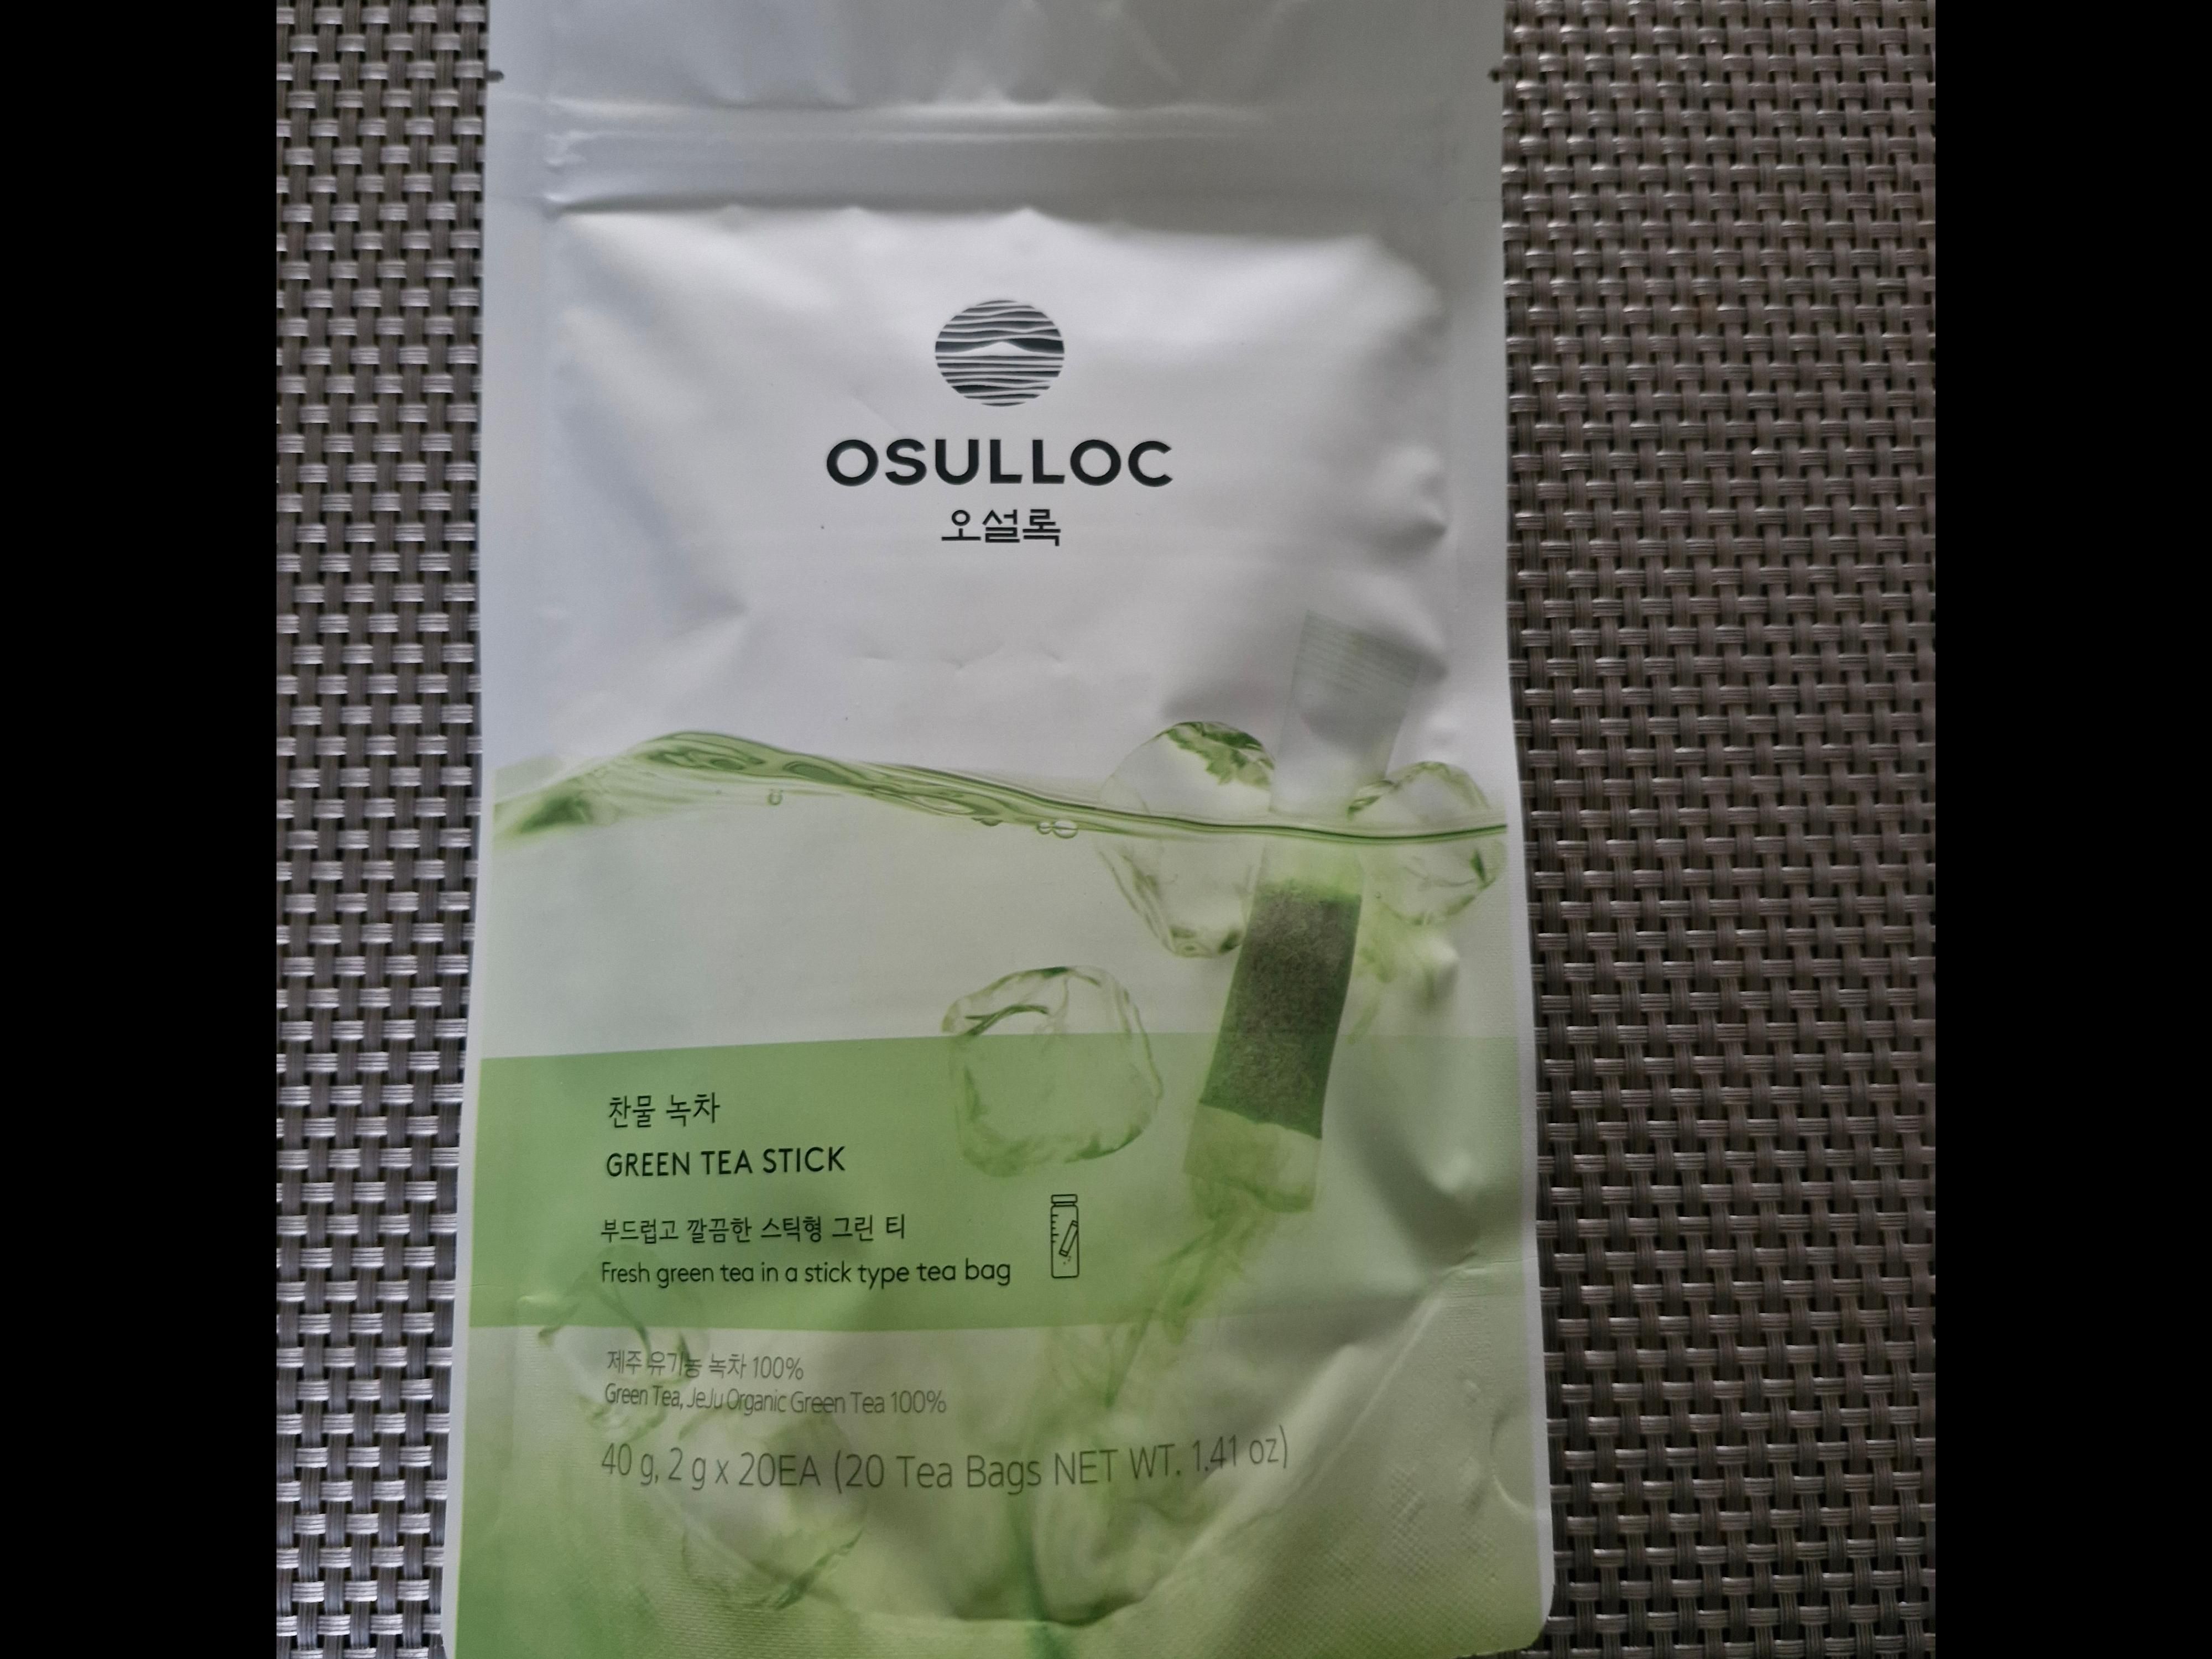 OSULLOC
오설록
찬물 녹차
GREEN TEA STICK
부드럽고 깔끔한 스틱형 그린 티
Fresh green tea in a stick type tea bag
제주 유기농 녹차 100%
Green Tea, JeJu Organic Green Tea 100%
40 g, 2 g x 20EA (20 Tea Bags NET WT. 1.41 oz)